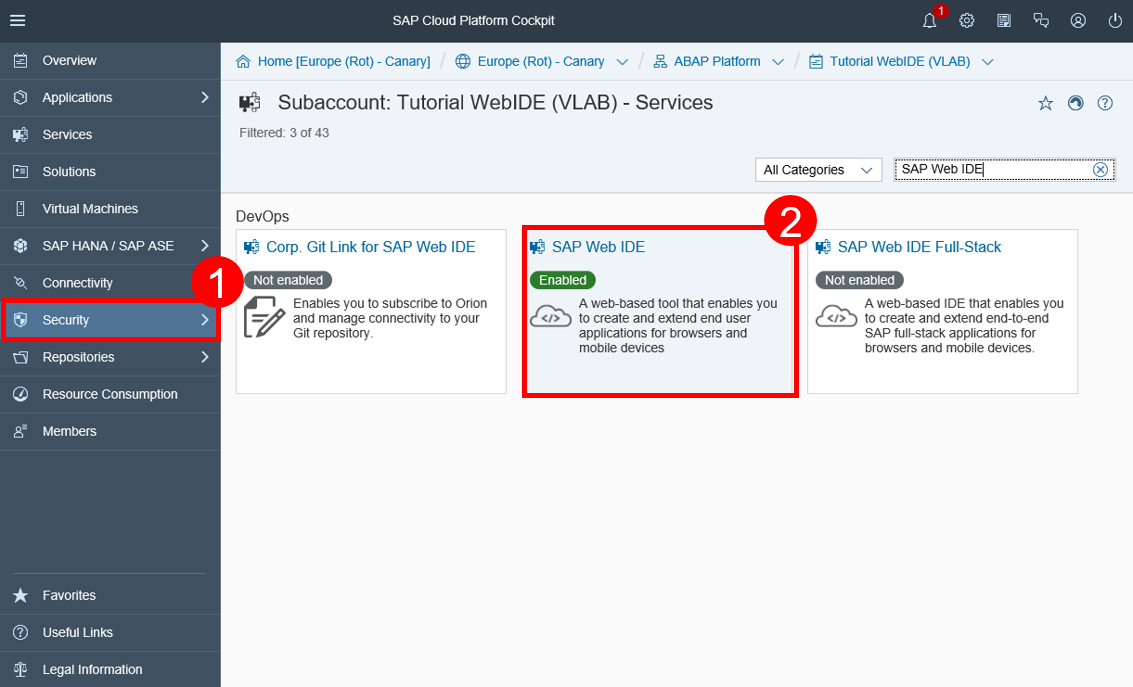 SAP Cloud Platform Cockpit
1
Overview
Applications
Services
Solutions
Virtual Machines
SAP HANA / SAP ASE
Connectivity
1
Security
Repositories
Resource Consumption
Members
Favorites
Useful Links
Legal Information
Home [Europe (Rot) - Canary] / Europe (Rot) - Canary / ABAP Platform / Tutorial WebIDE (VLAB)
Subaccount: Tutorial WebIDE (VLAB) - Services
Filtered: 3 of 43
All Categories
SAP Web IDE
DevOps
Corp. Git Link for SAP Web IDE
Not enabled
Enables you to subscribe to Orion
and manage connectivity to your
Git repository.
2
SAP Web IDE
Enabled
A web-based tool that enables you
to create and extend end user
applications for browsers and
mobile devices
SAP Web IDE Full-Stack
Not enabled
A web-based IDE that enables you
to create and extend end-to-end
SAP full-stack applications for
browsers and mobile devices.